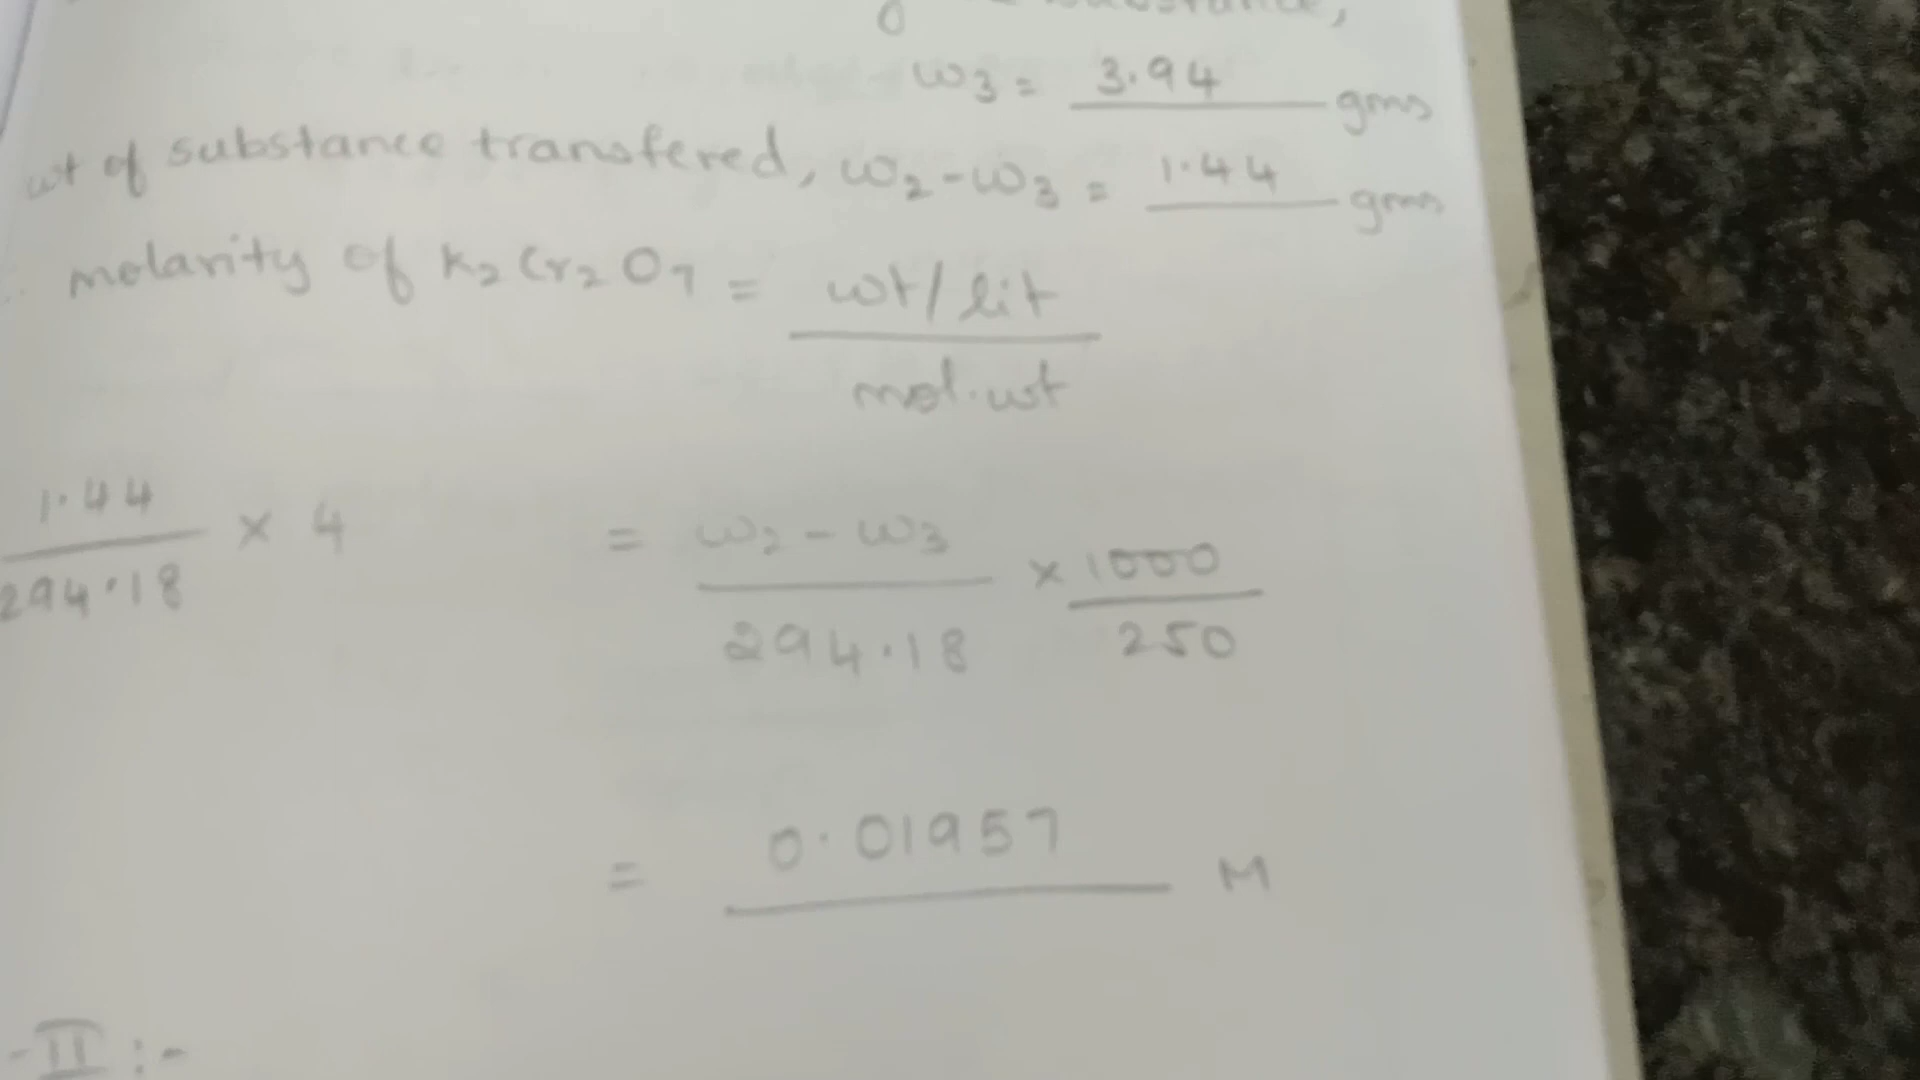 substance,
w3 = 3.94 gms
wt of substance transfered, w2-w3 = 1.44 gms
molarity of K2Cr2O7 = wt/lit
mol.wt
1.44
294.18 × 4
= w2 - w3
294.18 × 1000
250
= 0.01957 M
-II :-